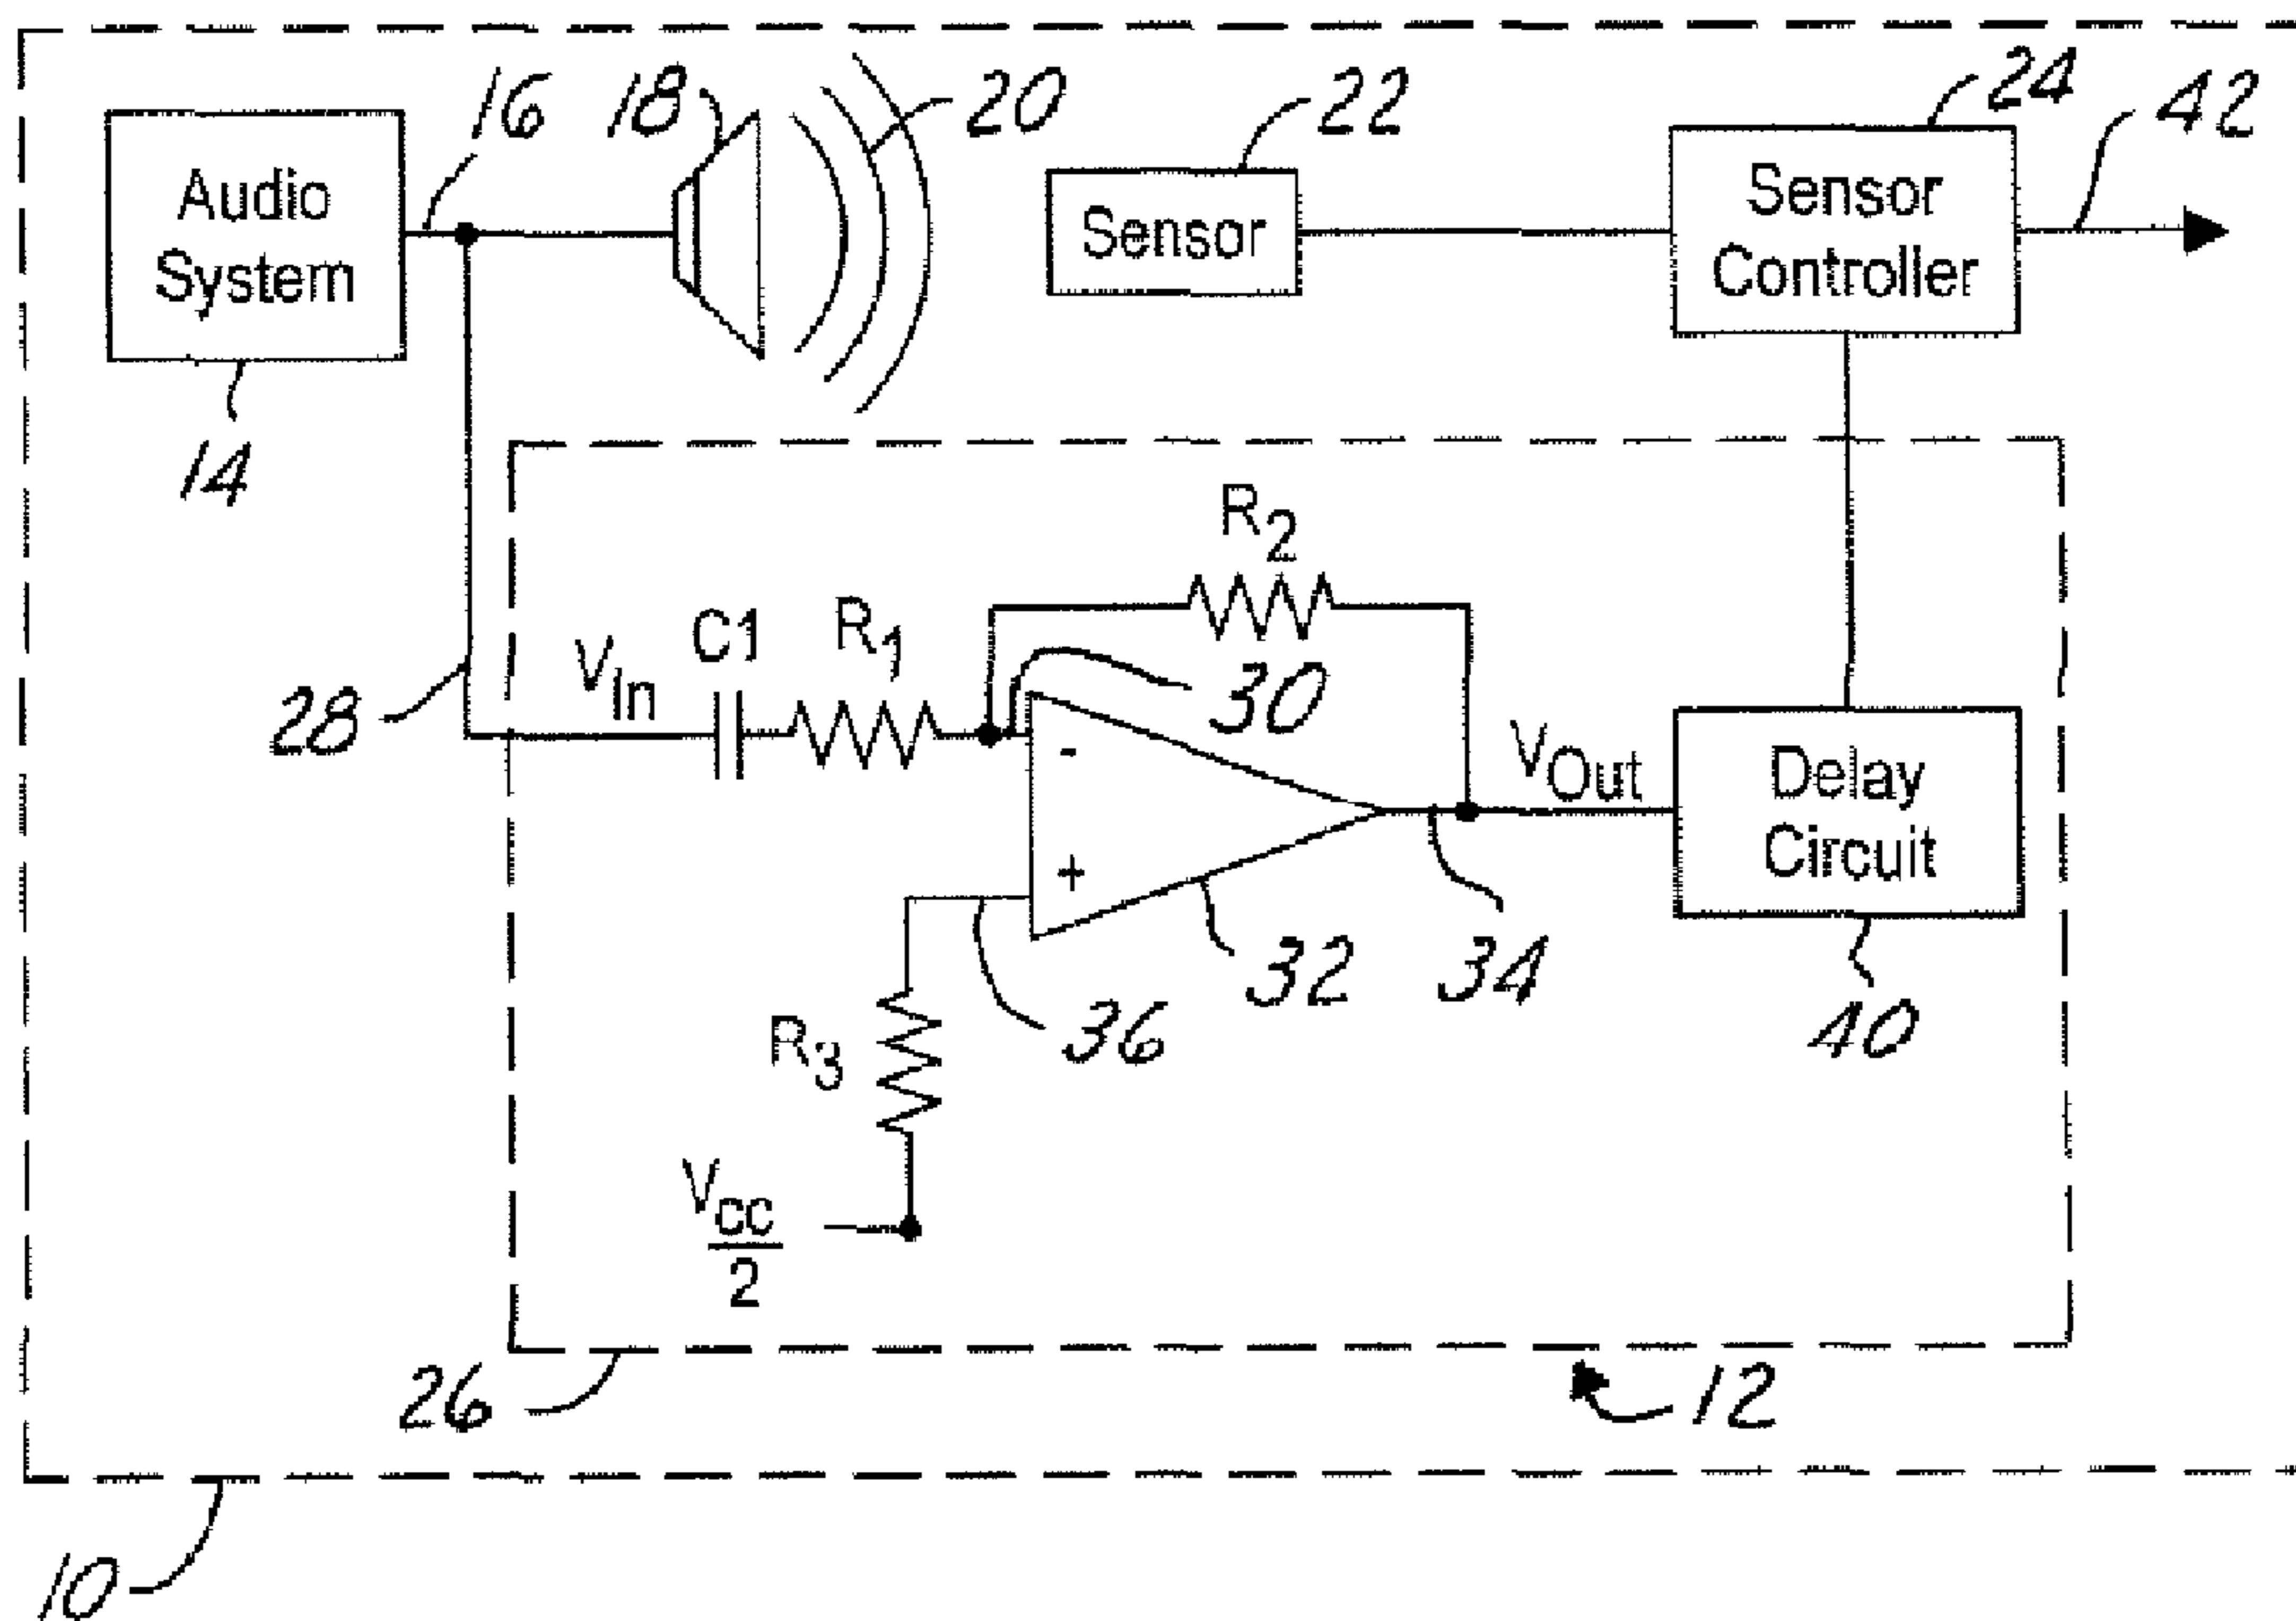 16 18 20 22 24 42
Audio
System
Sensor
Sensor
Controller
14
R2
C1 R1
VIn
30
28
VOut
Delay
Circuit
+
-
32 34
36
40
R3
Vcc
2
26
12
10